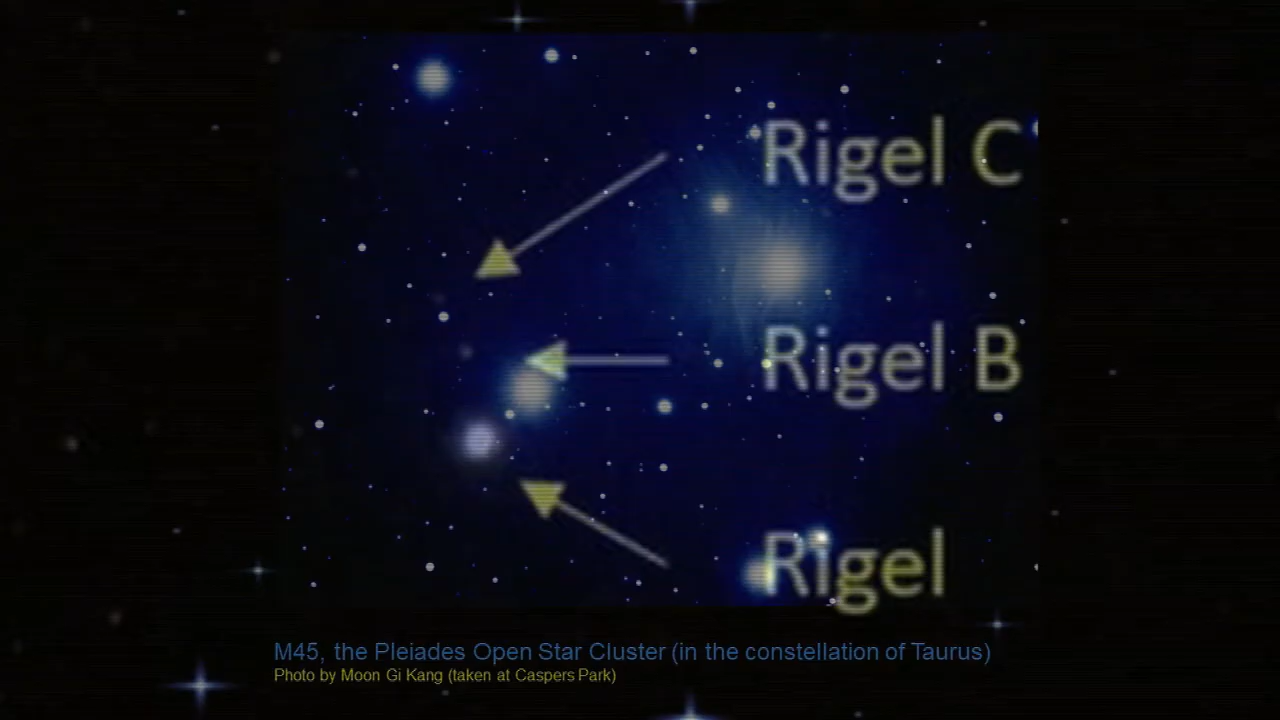 Rigel C
Rigel B
Rigel
M45, the Pleiades Open Star Cluster (in the constellation of Taurus)
Photo by Moon Gi Kang (taken at Caspers Park)